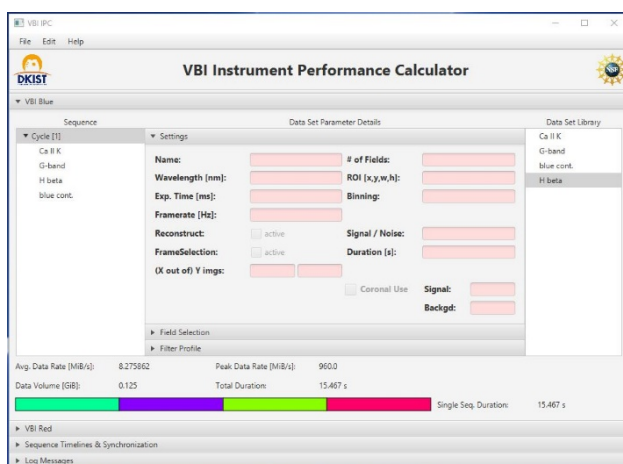 VBI IPC
File Edit Help
DKIST
VBI Instrument Performance Calculator
NSF
VBI Blue
Sequence Data Set Parameter Details Data Set Library
Cycle [1]
Ca II K
G-band
H beta
blue cont.
Settings
Name: # of Fields:
Wavelength [nm]: ROI [x,y,w,h]:
Exp. Time [ms]: Binning:
Framerate [Hz]:
Reconstruct: active Signal / Noise:
FrameSelection: active Duration [s]:
(X out of) Y imgs:
Coronal Use Signal:
Backgd:
Field Selection
Filter Profile
Ca II K
G-band
blue cont.
H beta
Avg. Data Rate [MiB/s]: 8.275862 Peak Data Rate [MiB/s]: 960.0
Data Volume [GiB]: 0.125 Total Duration: 15.467 s
Single Seq. Duration: 15.467 s
VBI Red
Sequence Timelines & Synchronization
Log Messages